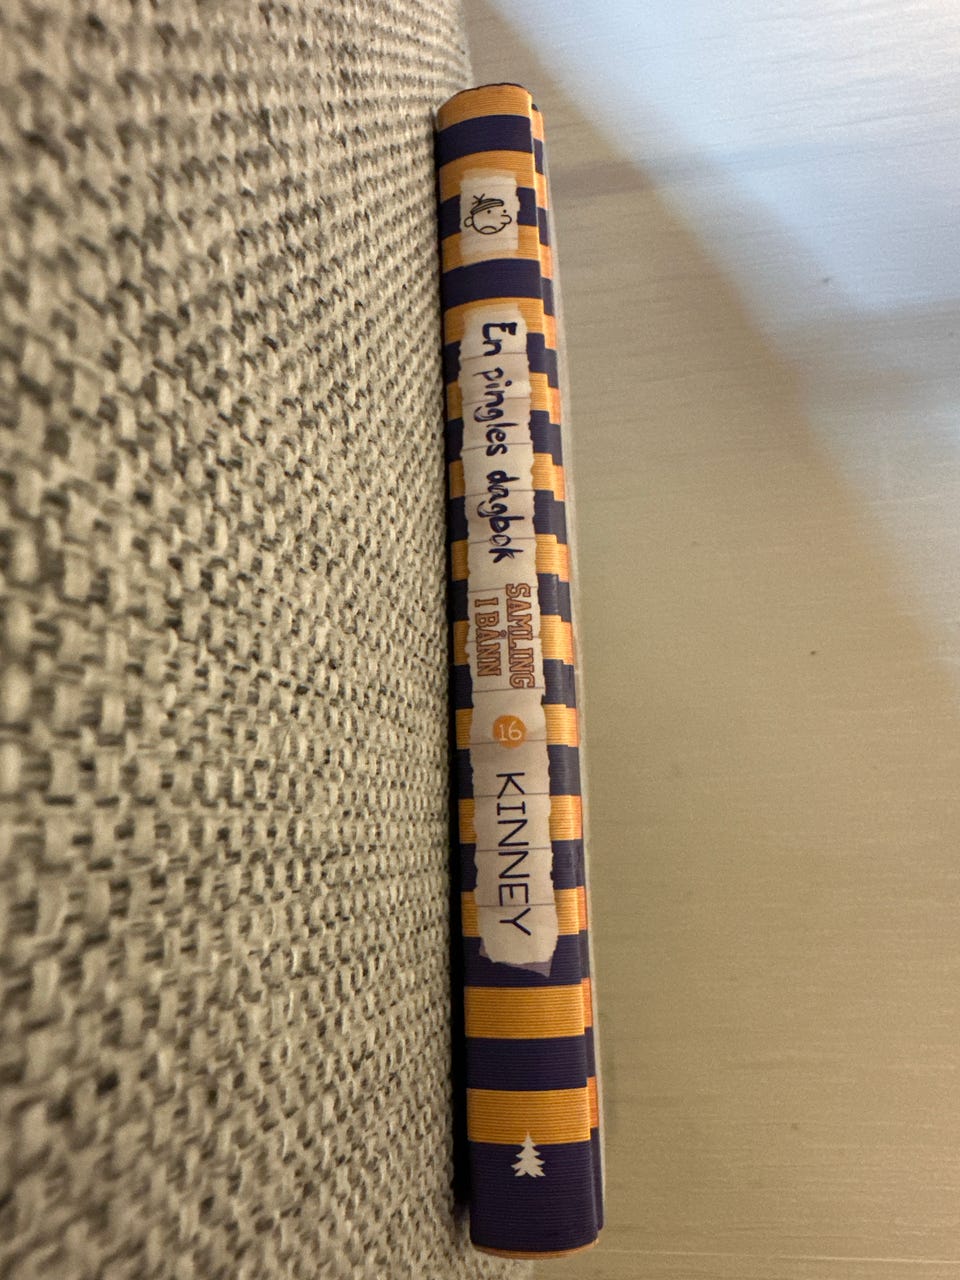 En pingles dagbok
SAMLING
I BÅNN
16
KINNEY